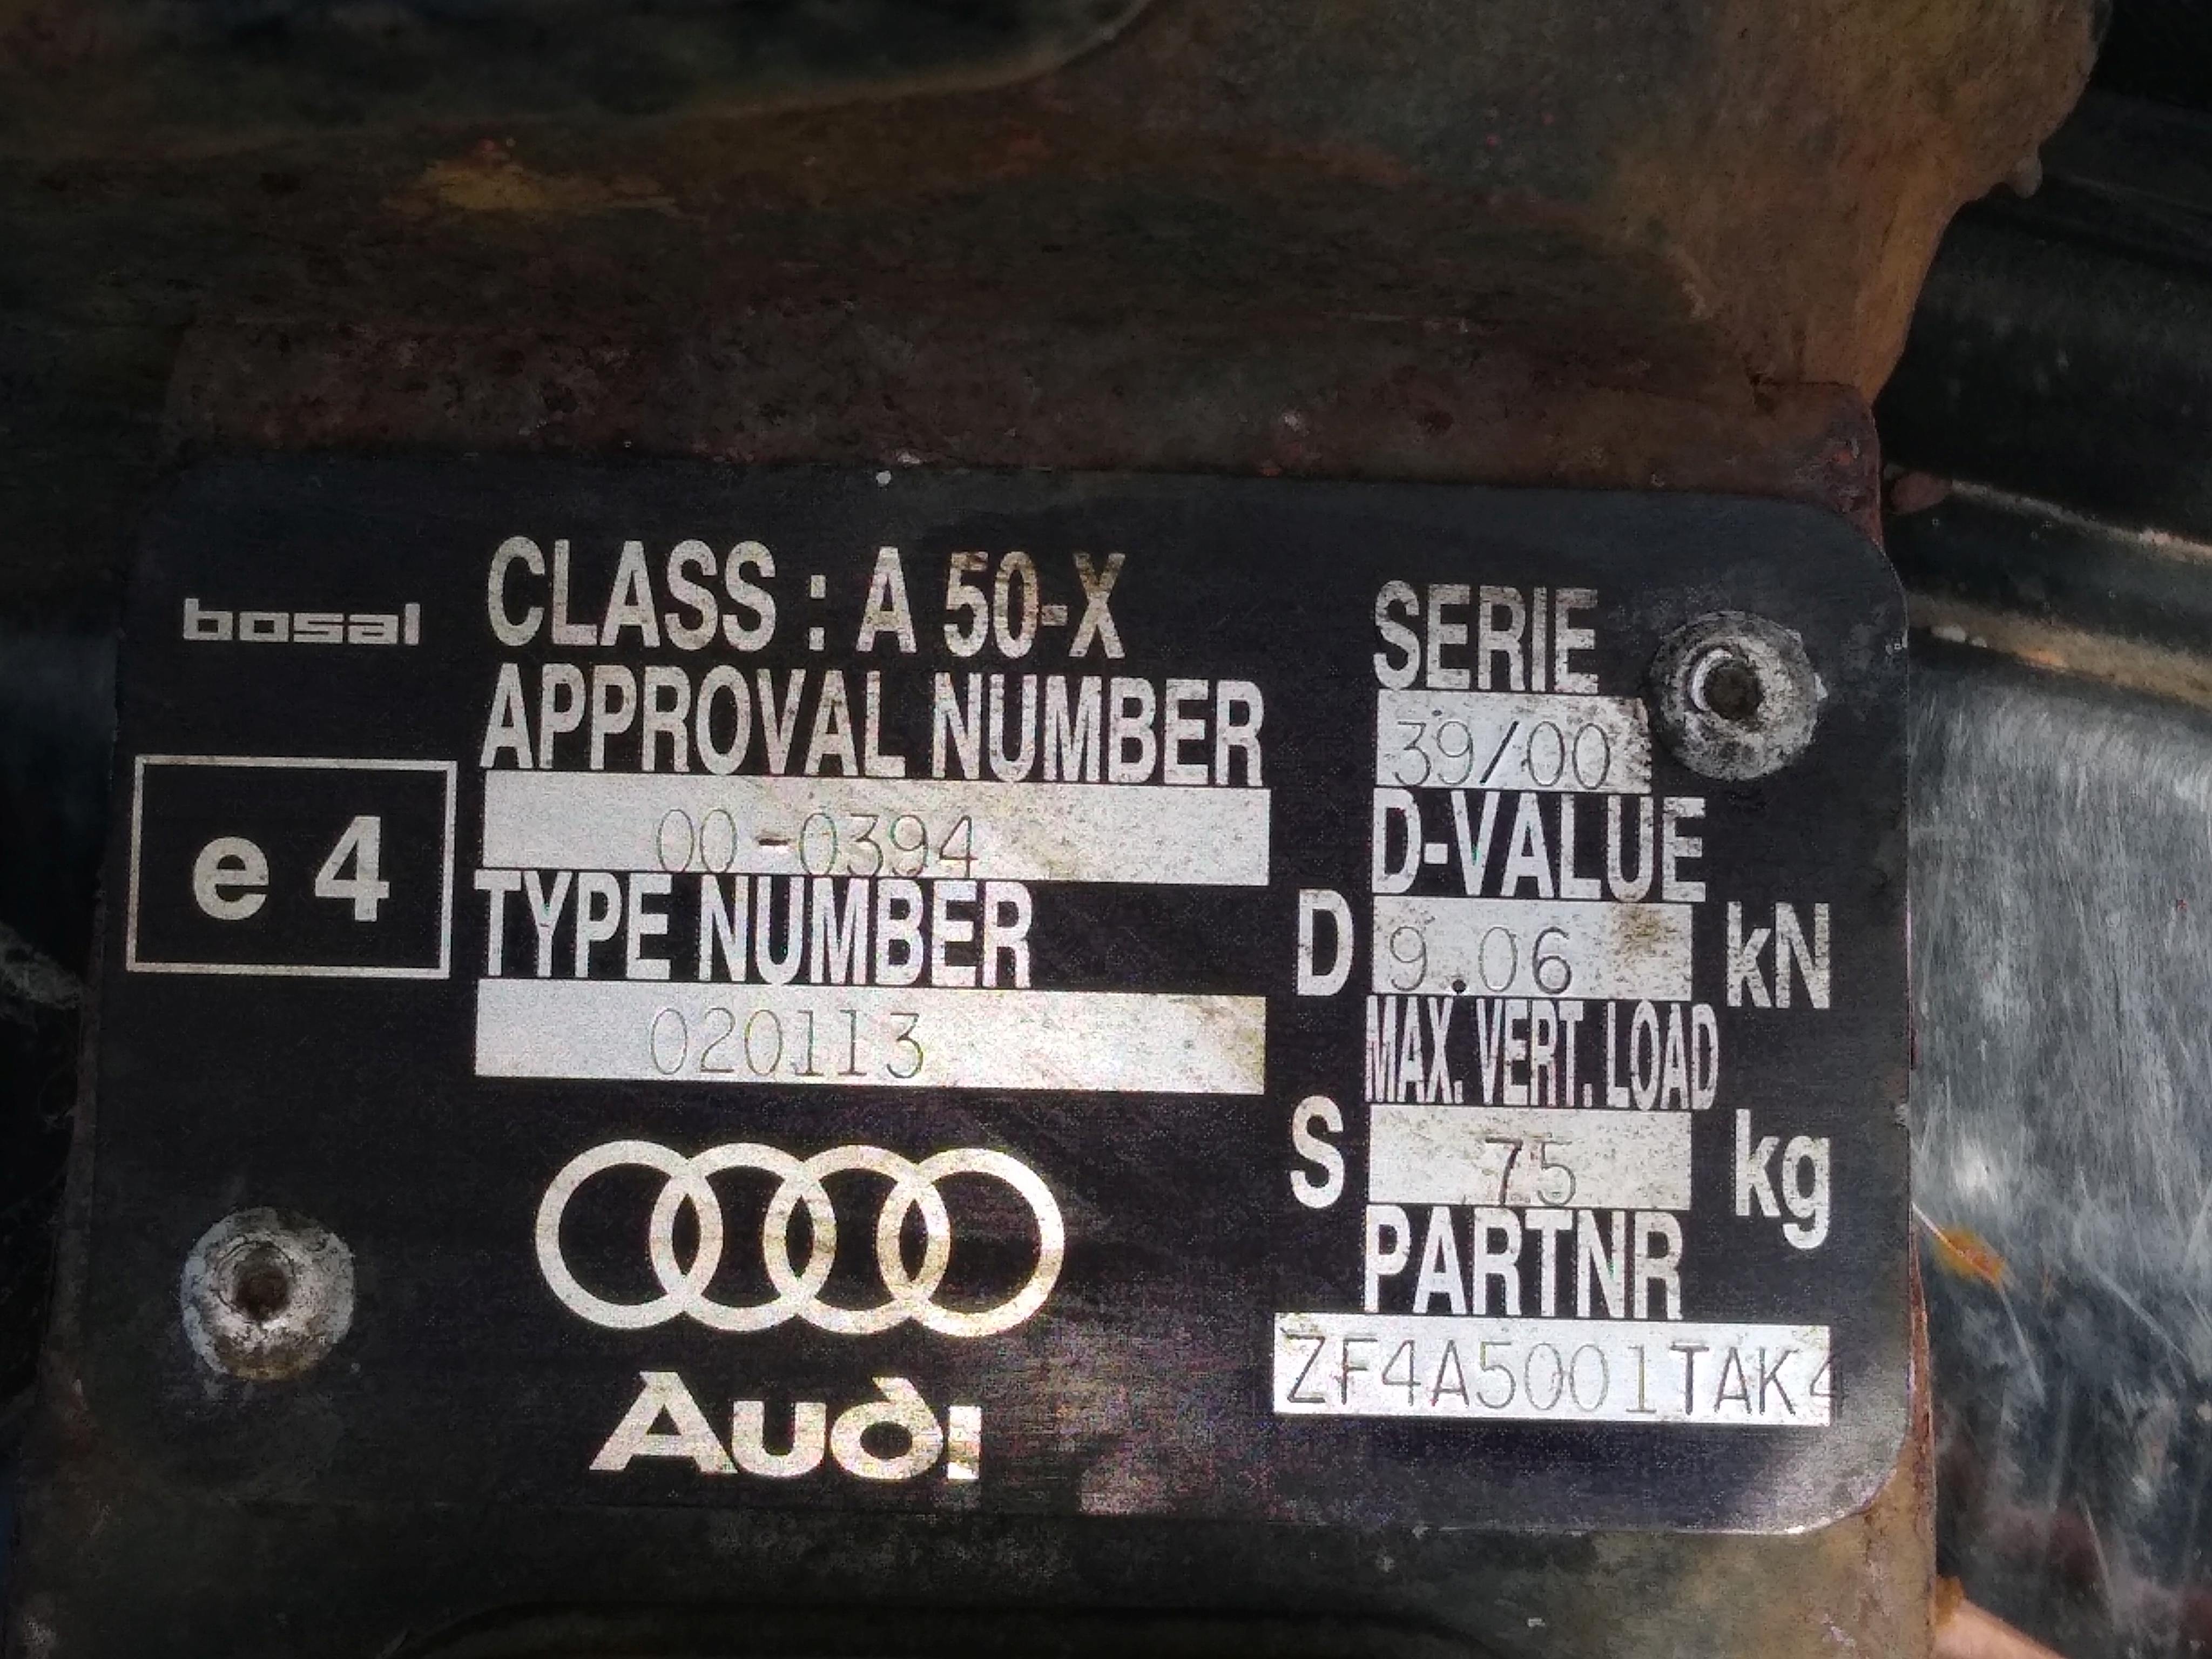 bosal
CLASS : A 50-X
APPROVAL NUMBER
00-0394
TYPE NUMBER
020113
e 4
Audi
SERIE
39/00
D-VALUE
D 9.06 kN
MAX. VERT. LOAD
S 75 kg
PARTNR
ZF4A5001TAK4